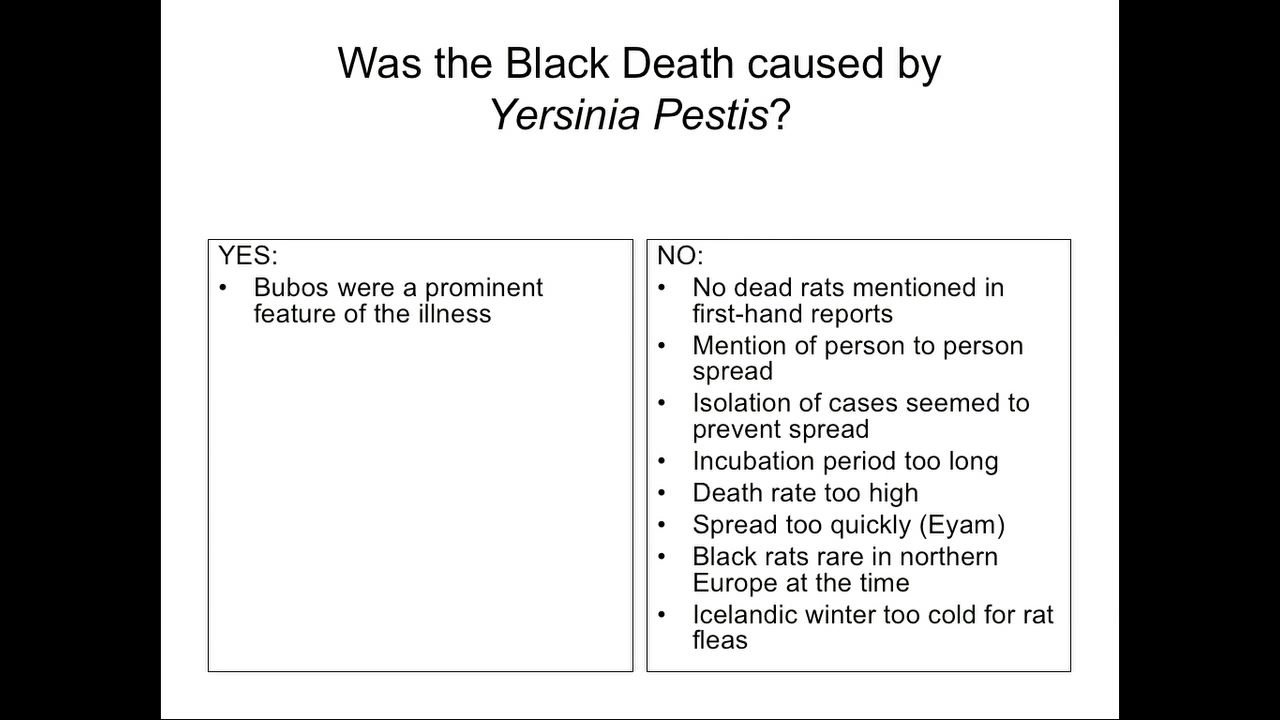 Was the Black Death caused by
Yersinia Pestis?
YES:
• Bubos were a prominent
feature of the illness
NO:
• No dead rats mentioned in
first-hand reports
• Mention of person to person
spread
• Isolation of cases seemed to
prevent spread
• Incubation period too long
• Death rate too high
• Spread too quickly (Eyam)
• Black rats rare in northern
Europe at the time
• Icelandic winter too cold for rat
fleas